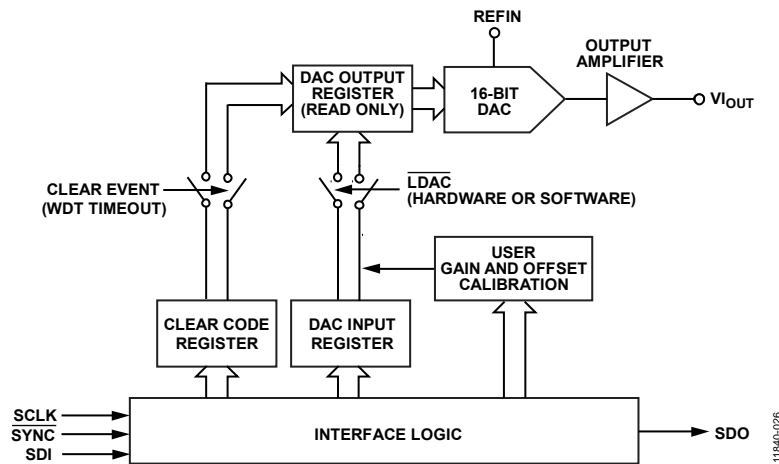 REFIN
OUTPUT
AMPLIFIER
DAC OUTPUT
REGISTER
(READ ONLY)
16-BIT
DAC
VIOUT
CLEAR EVENT
(WDT TIMEOUT)
LDAC
(HARDWARE OR SOFTWARE)
USER
GAIN AND OFFSET
CALIBRATION
CLEAR CODE
REGISTER
DAC INPUT
REGISTER
SCLK
SYNC
SDI
INTERFACE LOGIC
SDO
11840-026